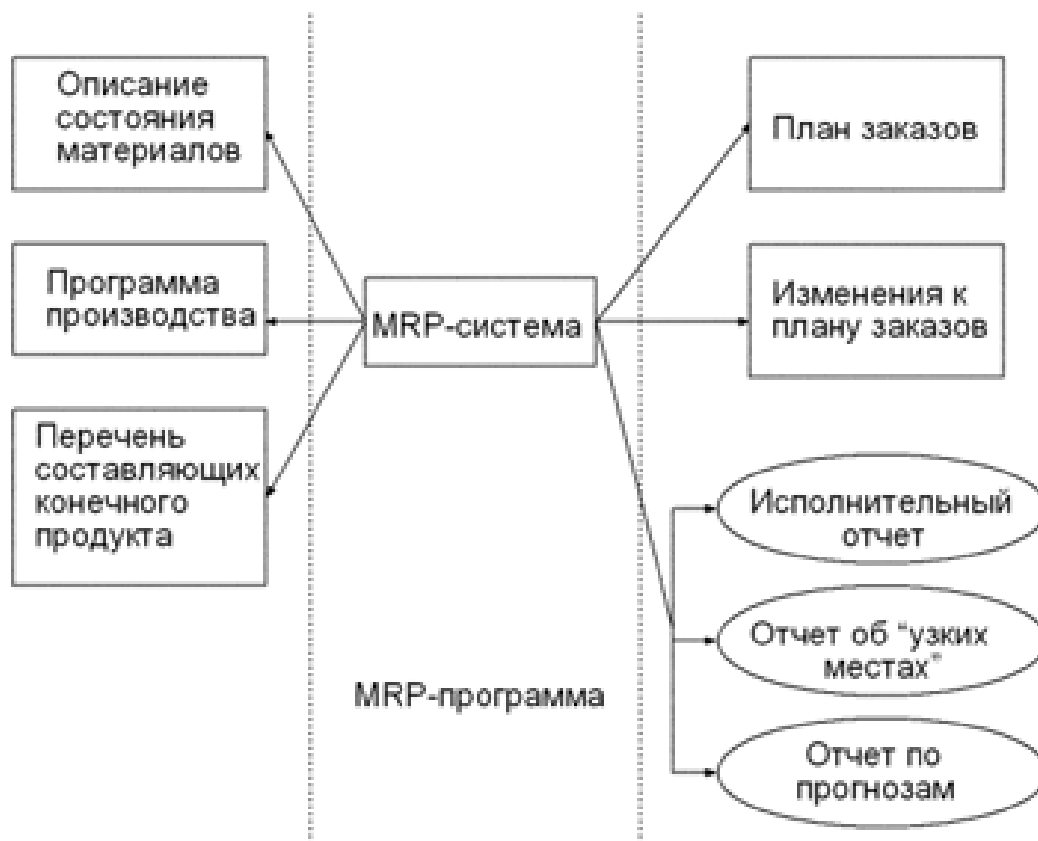 Описание
состояния
материалов
Программа
производства
Перечень
составляющих
конечного
продукта
MRP-система
MRP-программа
План заказов
Изменения к
плану заказов
Исполнительный
отчет
Отчет об “узких
местах”
Отчет по
прогнозам